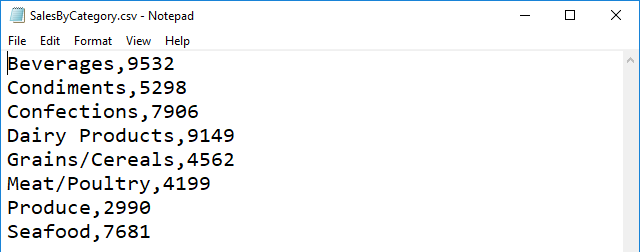 SalesByCategory.csv - Notepad
File Edit Format View Help
Beverages,9532
Condiments,5298
Confections,7906
Dairy Products,9149
Grains/Cereals,4562
Meat/Poultry,4199
Produce,2990
Seafood,7681